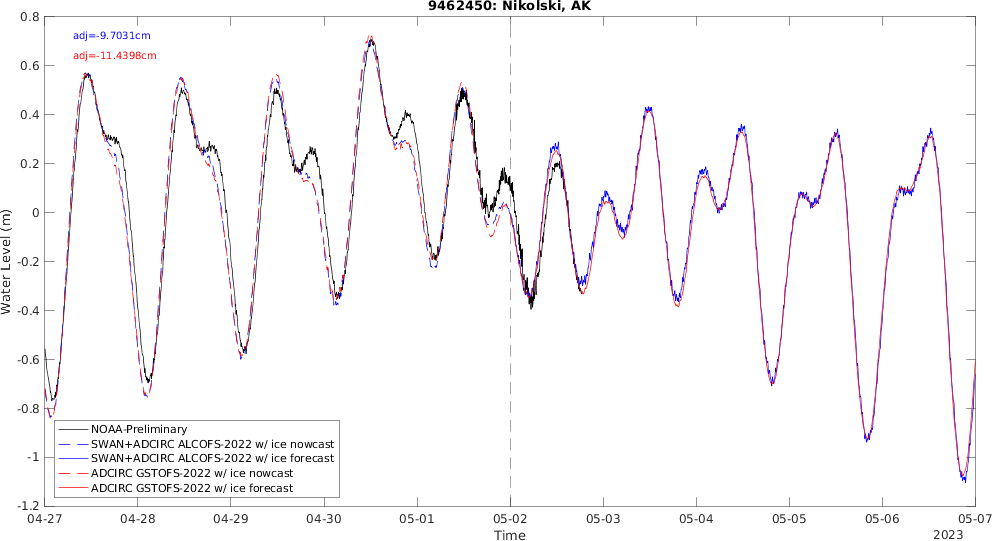 9462450: Nikolski, AK
adj=-9.7031cm
adj=-11.4398cm
Water Level (m)
0.8
0.6
0.4
0.2
0
-0.2
-0.4
-0.6
-0.8
-1
-1.2
NOAA-Preliminary
SWAN+ADCIRC ALCOFS-2022 w/ ice nowcast
SWAN+ADCIRC ALCOFS-2022 w/ ice forecast
ADCIRC GSTOFS-2022 w/ ice nowcast
ADCIRC GSTOFS-2022 w/ ice forecast
04-27 04-28 04-29 04-30 05-01 05-02 05-03 05-04 05-05 05-06 05-07
Time
2023